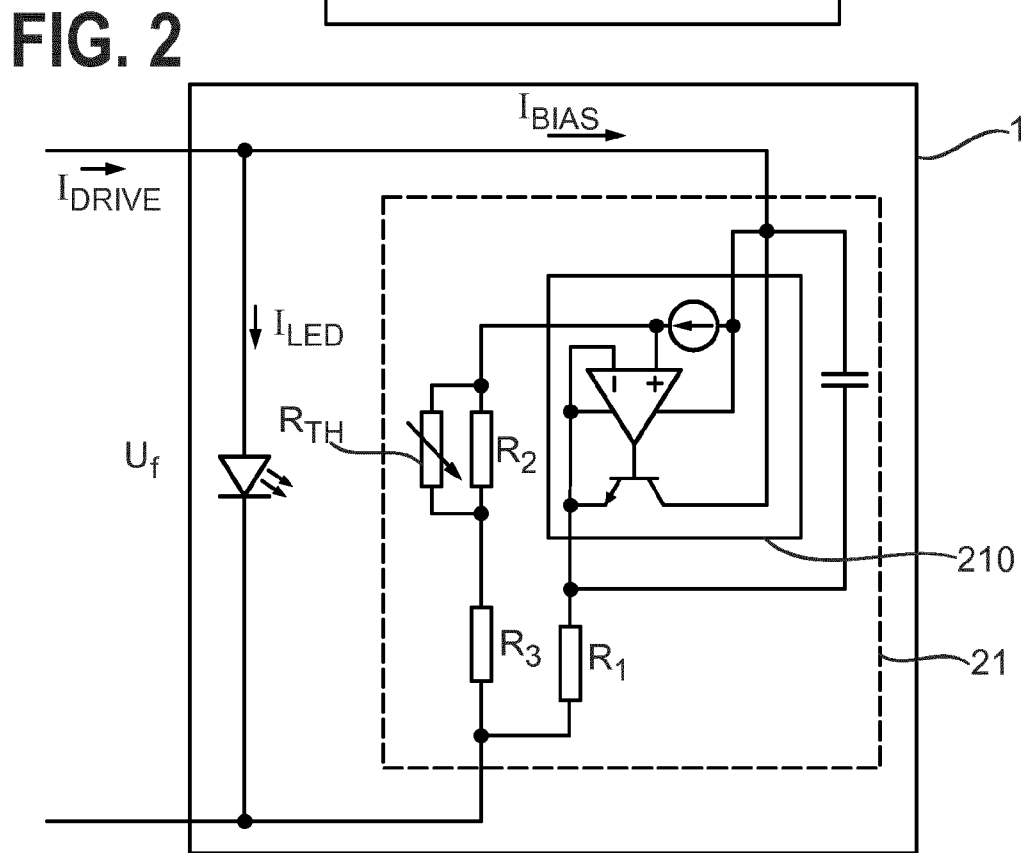 FIG. 2
I_BIAS
1
I_DRIVE
I_LED
R_TH
R_2
U_f
- +
210
R_3
R_1
21